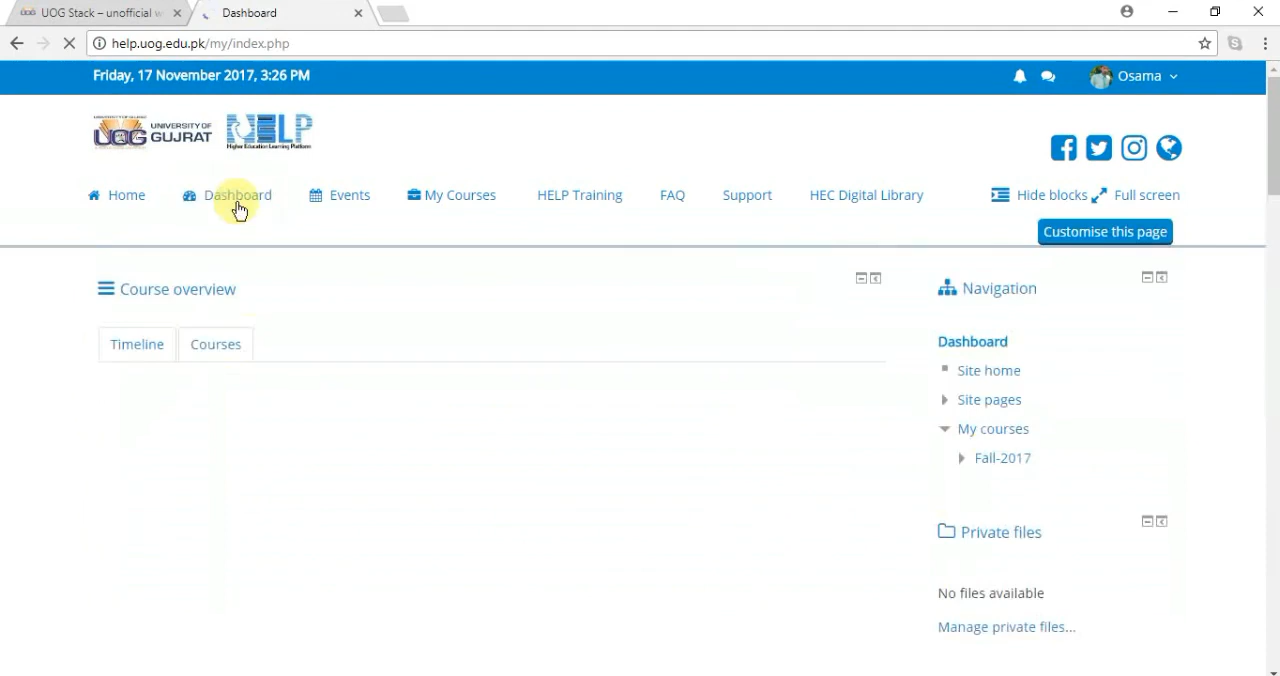 UOG Stack – unofficial w
Dashboard
help.uog.edu.pk/my/index.php
Friday, 17 November 2017, 3:26 PM
Osama
UOG UNIVERSITY OF GUJRAT
HELP
Higher Education Learning Platform
Home Dashboard Events My Courses HELP Training FAQ Support HEC Digital Library Hide blocks Full screen
Customise this page
Course overview
Timeline Courses
Navigation
Dashboard
Site home
Site pages
My courses
Fall-2017
Private files
No files available
Manage private files...